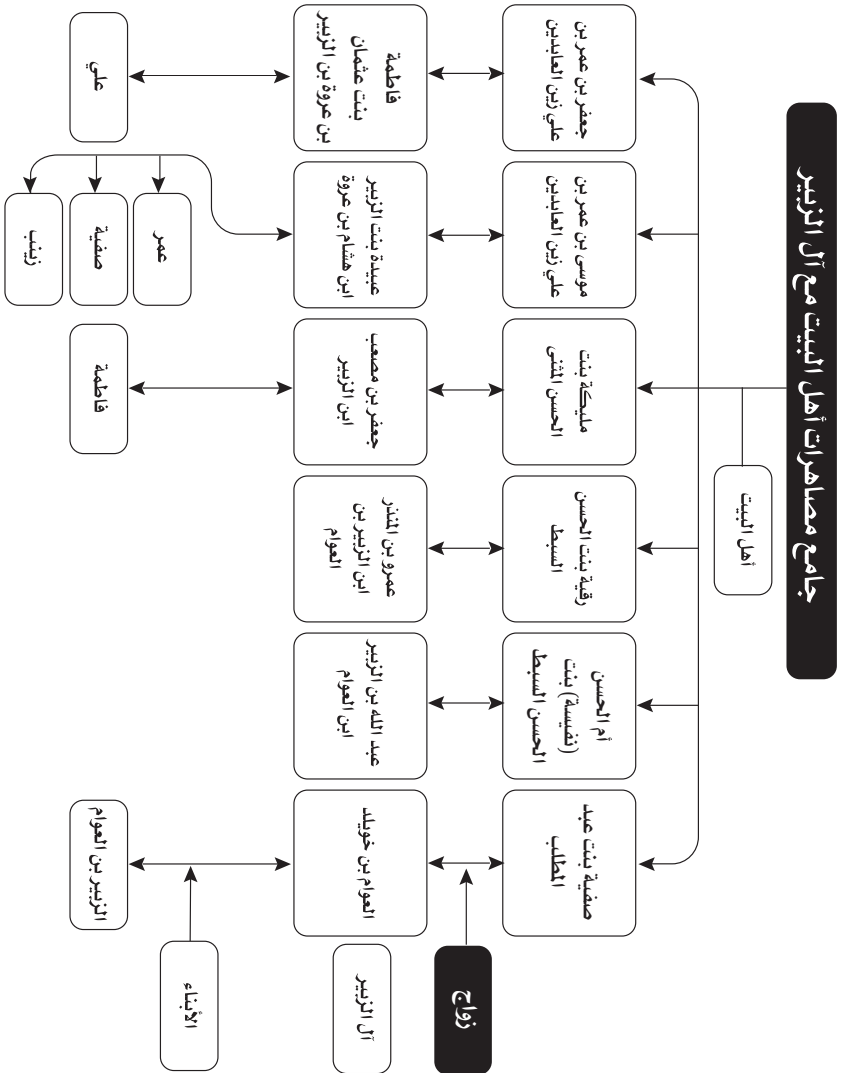 جامع مصاهرات أهل البيت مع آل الزبير
أهل البيت
صفية بنت عبد
المطلب
أم الحسن
(نفيسة) بنت
الحسن السبط
رقية بنت الحسن
السبط
مليكة بنت
الحسن المثنى
موسى بن عمر بن
علي زين العابدين
جعفر بن عمر بن
علي زين العابدين
زواج
آل الزبير
العوام بن خويلد
عبد الله بن الزبير
ابن العوام
عمرو بن المنذر
ابن الزبير بن
العوام
جعفر بن مصعب
ابن الزبير
عبيدة بنت الزبير
ابن هشام بن عروة
فاطمة
بنت عثمان
بن عروة بن الزبير
الأبناء
الزبير بن العوام
فاطمة
عمر
صفية
زينب
علي